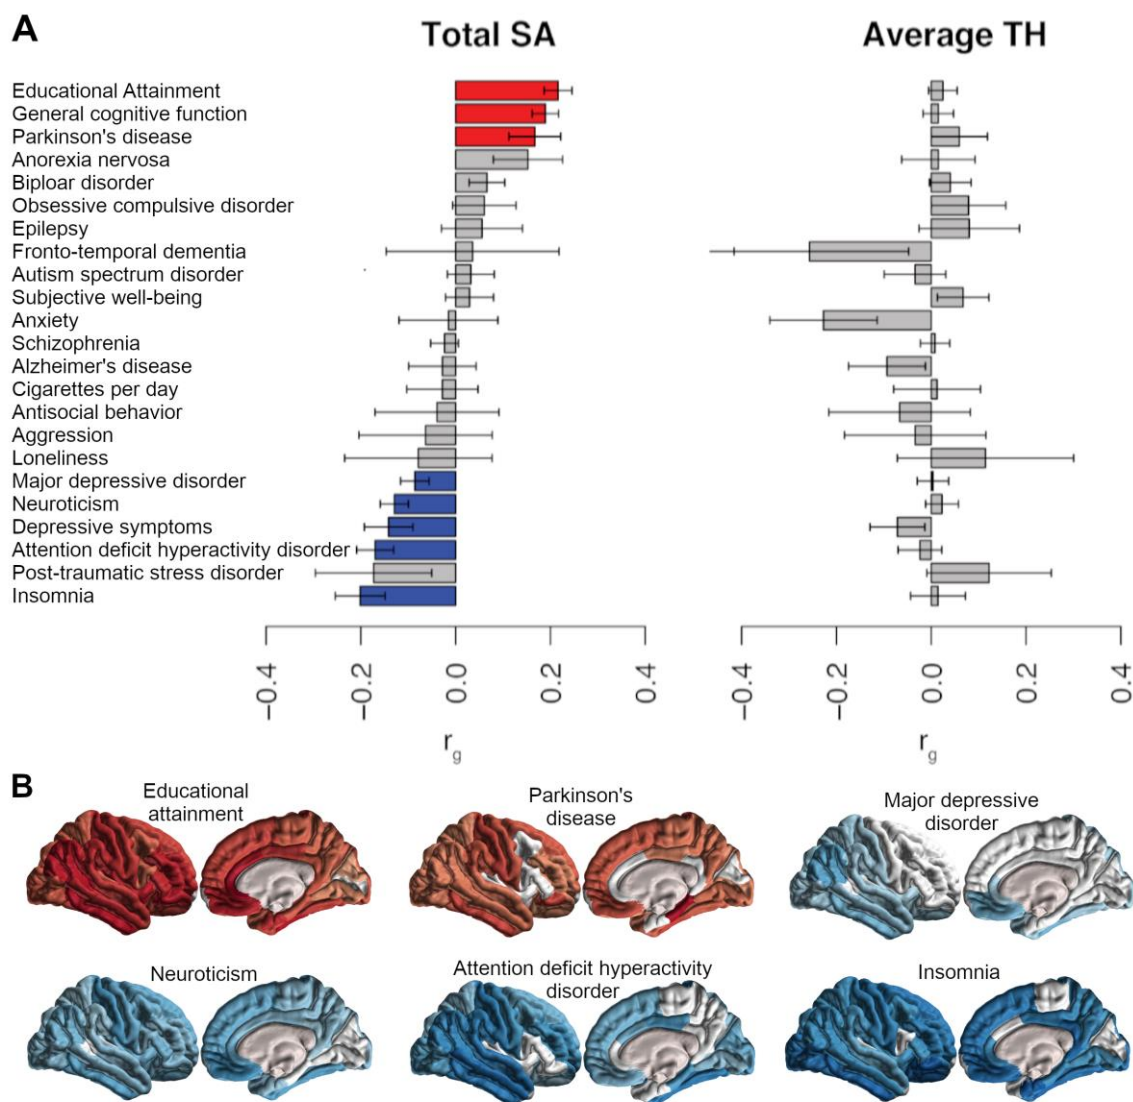 A
Total SA
Average TH
Educational Attainment
General cognitive function
Parkinson's disease
Anorexia nervosa
Biploar disorder
Obsessive compulsive disorder
Epilepsy
Fronto-temporal dementia
Autism spectrum disorder
Subjective well-being
Anxiety
Schizophrenia
Alzheimer's disease
Cigarettes per day
Antisocial behavior
Aggression
Loneliness
Major depressive disorder
Neuroticism
Depressive symptoms
Attention deficit hyperactivity disorder
Post-traumatic stress disorder
Insomnia
−0.4 −0.2 0.0 0.2 0.4
−0.4 −0.2 0.0 0.2 0.4
rg
rg
B
Educational
attainment
Parkinson's
disease
Major depressive
disorder
Neuroticism
Attention deficit hyperactivity
disorder
Insomnia